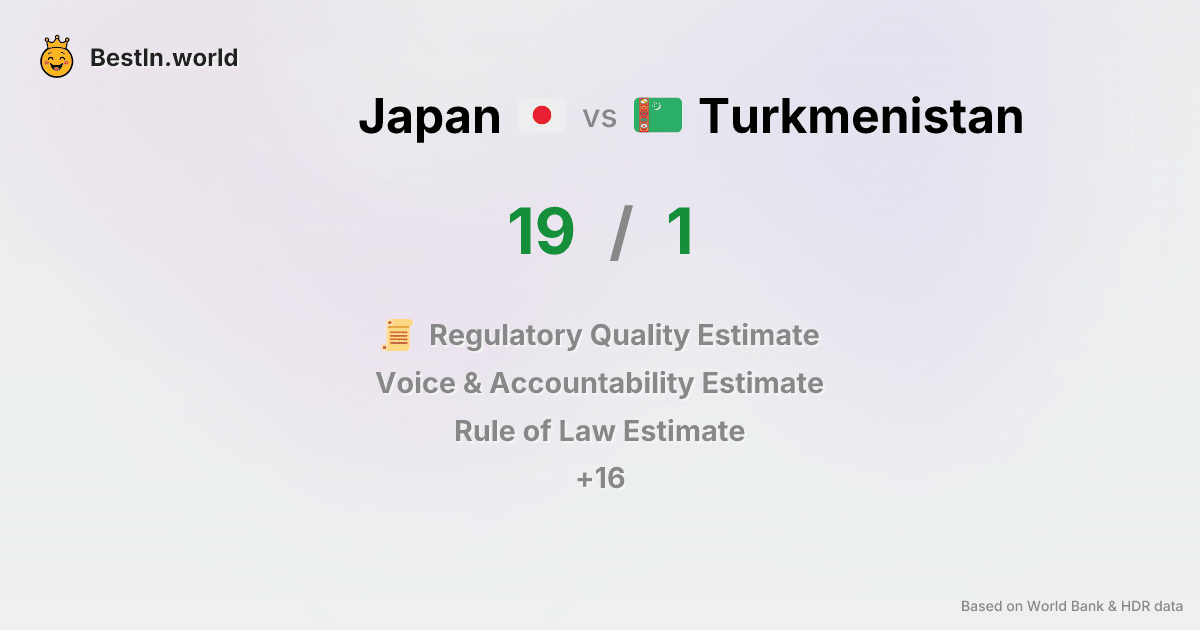 BestIn.world
Japan vs Turkmenistan
19 / 1
Regulatory Quality Estimate
Voice & Accountability Estimate
Rule of Law Estimate
+16
Based on World Bank & HDR data